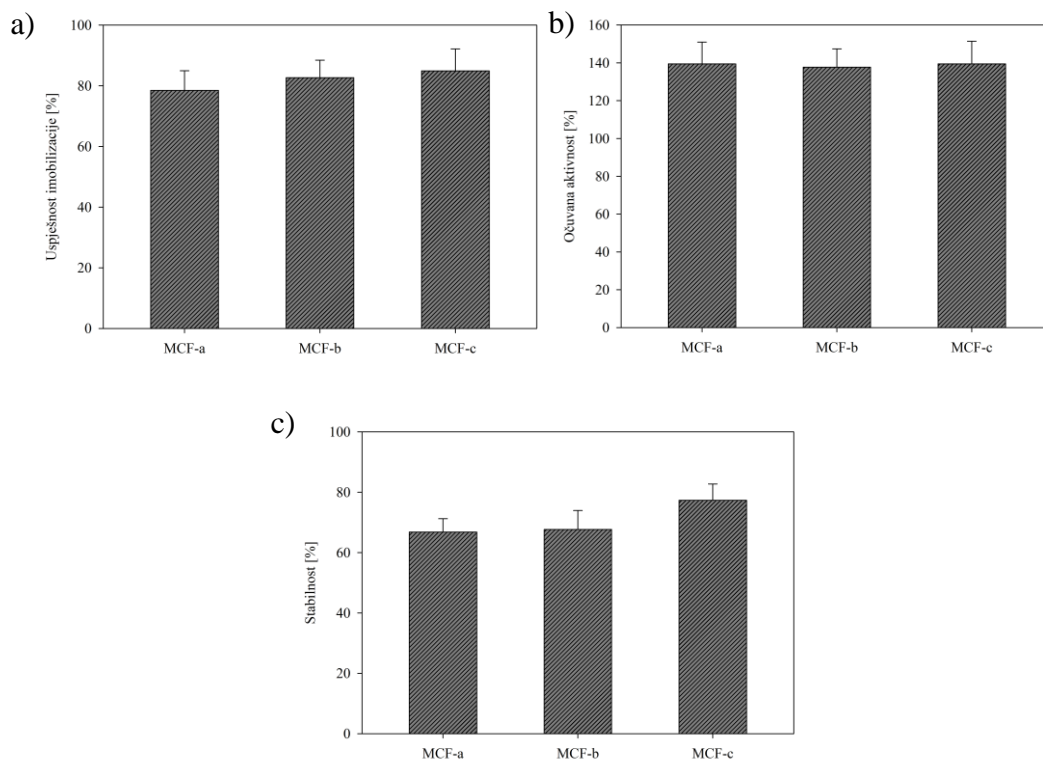 a)
Uspješnost imobilizacije [%]
100
80
60
40
20
0
MCF-a MCF-b MCF-c
b)
Očuvana aktivnost [%]
160
140
120
100
80
60
40
20
0
MCF-a MCF-b MCF-c
c)
Stabilnost [%]
100
80
60
40
20
0
MCF-a MCF-b MCF-c